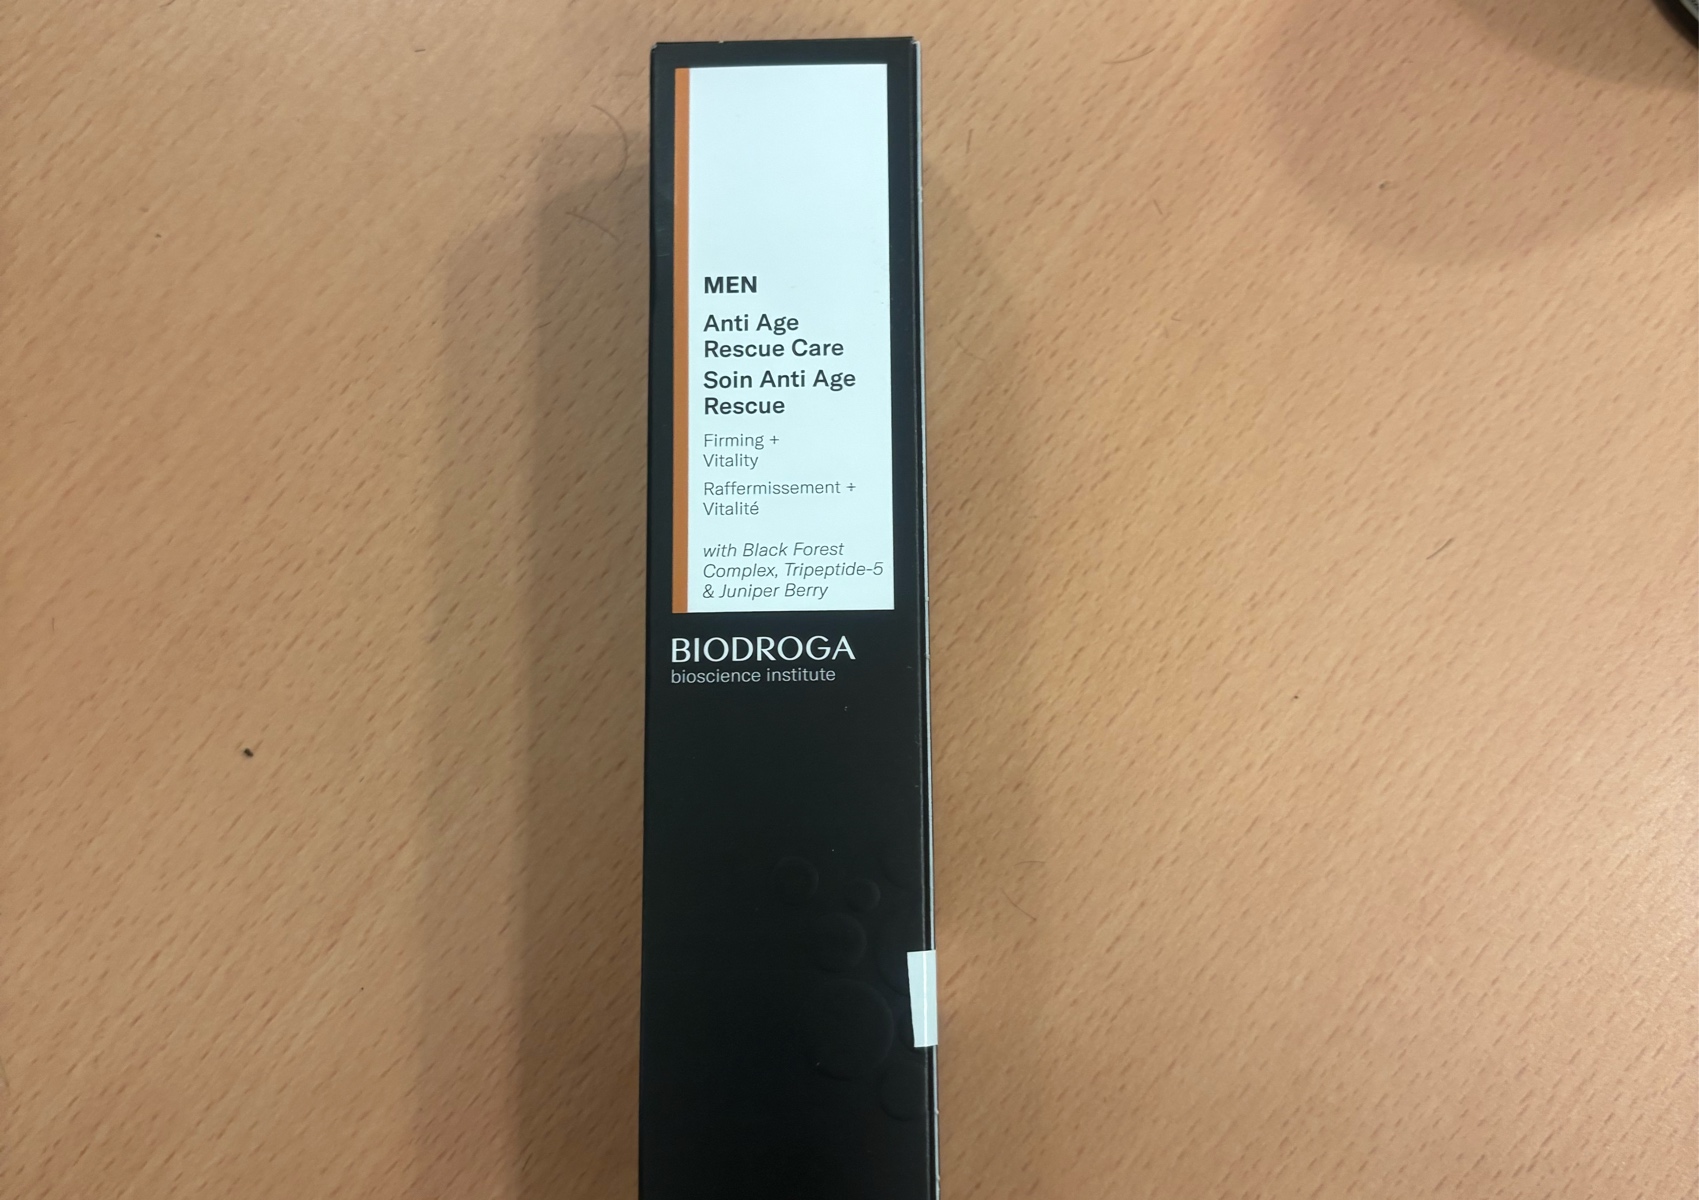 MEN
Anti Age
Rescue Care
Soin Anti Age
Rescue
Firming +
Vitality
Raffermissement +
Vitalité
with Black Forest
Complex, Tripeptide-5
& Juniper Berry
BIODROGA
bioscience institute